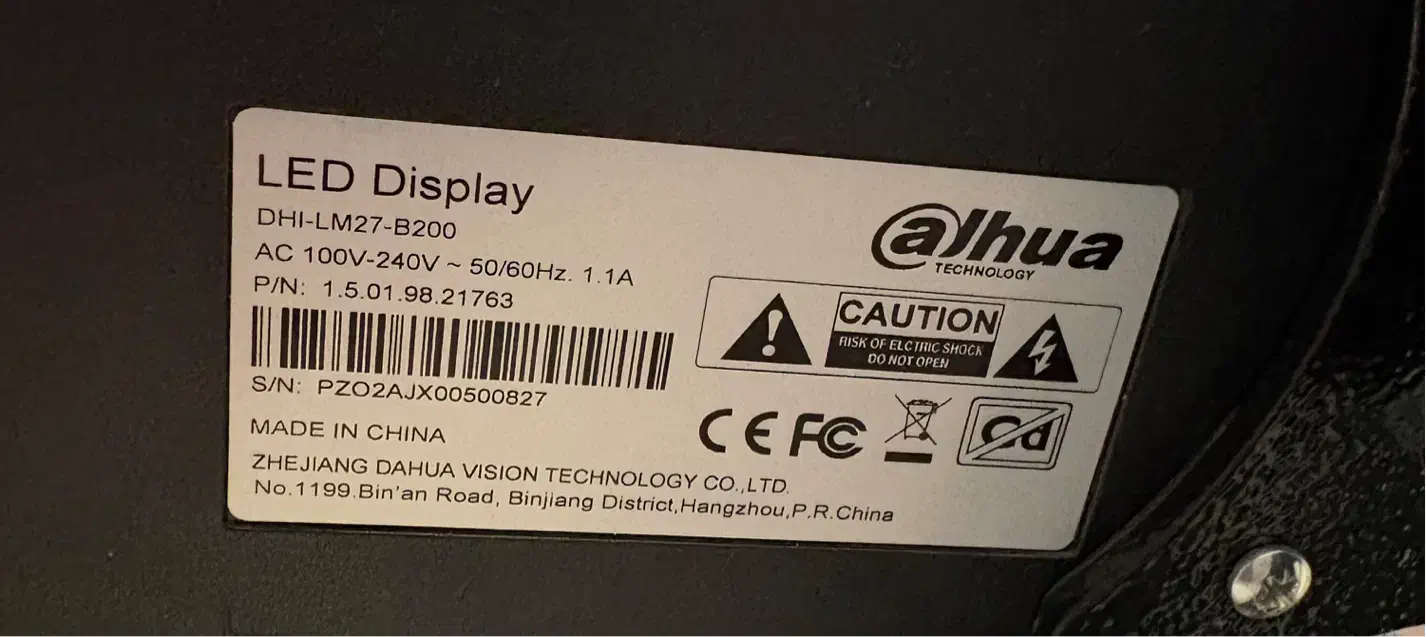 LED Display
DHI-LM27-B200
AC 100V-240V ~ 50/60Hz. 1.1A
P/N: 1.5.01.98.21763
S/N: PZO2AJX00500827
MADE IN CHINA
ZHEJIANG DAHUA VISION TECHNOLOGY CO.,LTD.
No.1199.Bin'an Road, Binjiang District,Hangzhou,P.R.China
alhua
TECHNOLOGY
CAUTION
RISK OF ELCTRIC SHOCK
DO NOT OPEN
CE FC
Pb